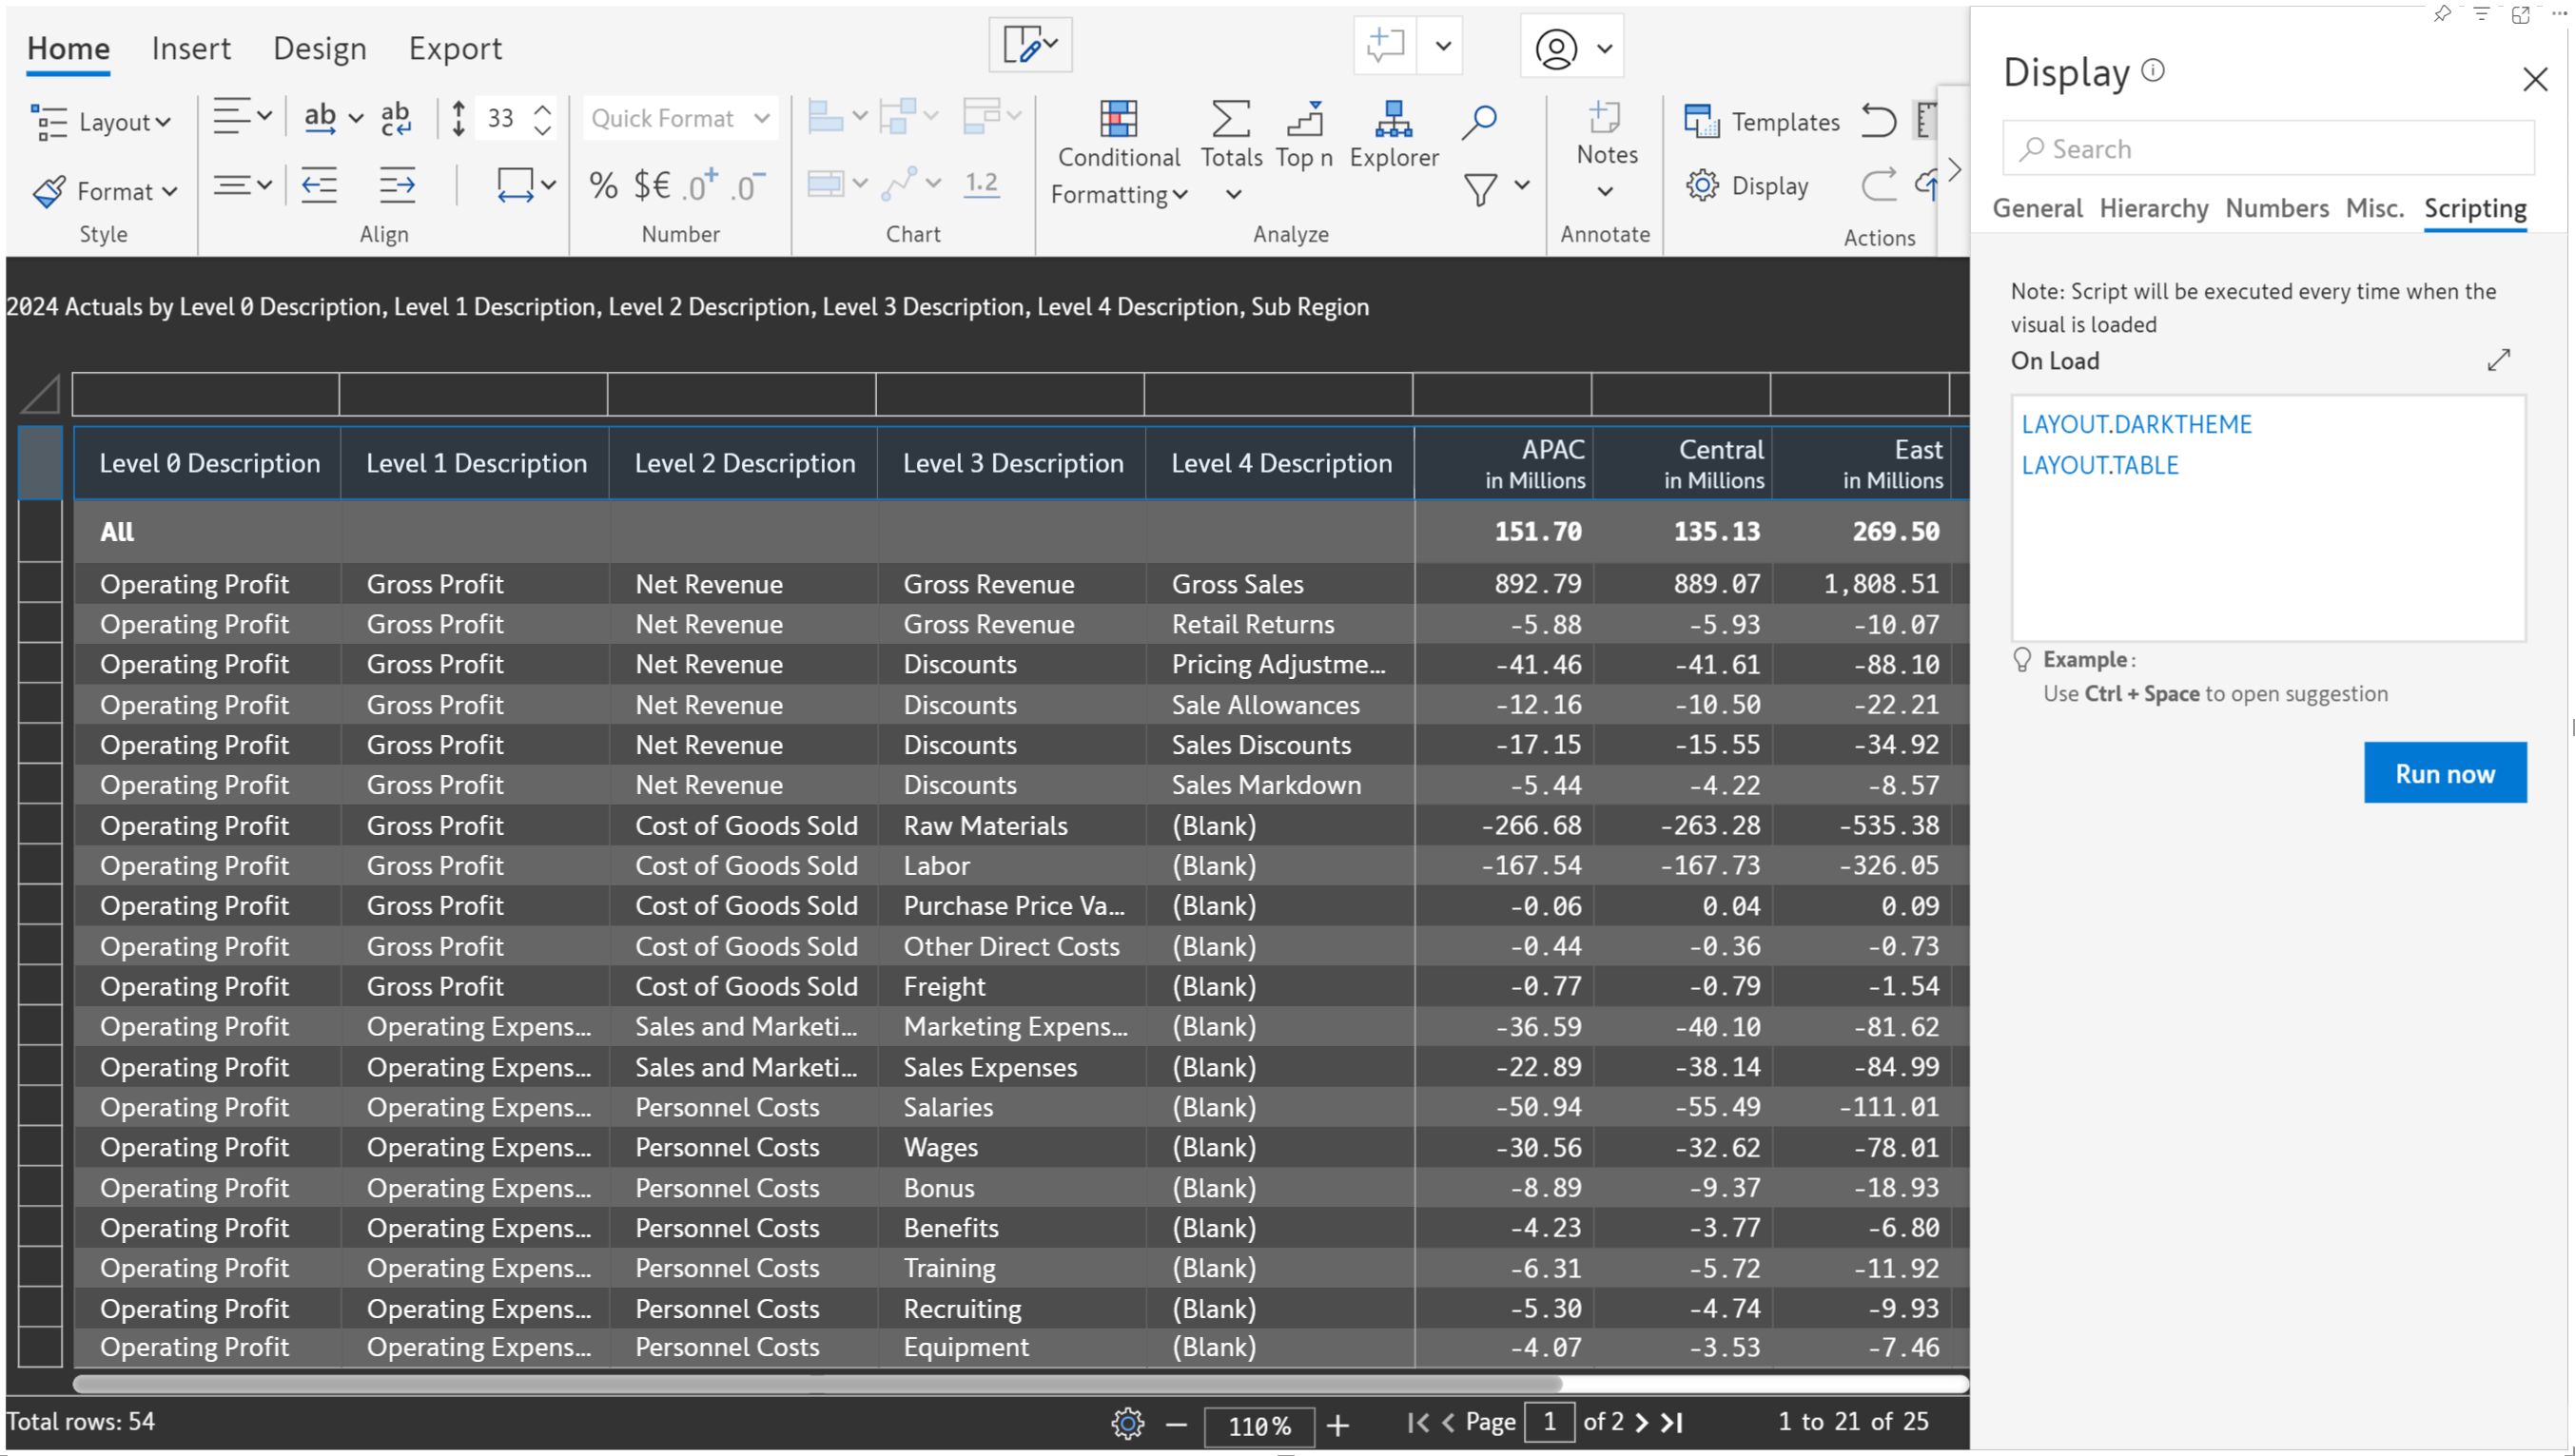 Home Insert Design Export
Layout
Format
Style
ab ab c
33
Align
Quick Format
% $€ .0+ .0-
Number
1.2
Chart
Conditional Formatting
Totals
Top n
Explorer
Analyze
Notes
Annotate
Templates
Display
Actions
2024 Actuals by Level 0 Description, Level 1 Description, Level 2 Description, Level 3 Description, Level 4 Description, Sub Region
Level 0 Description Level 1 Description Level 2 Description Level 3 Description Level 4 Description APAC in Millions Central in Millions East in Millions
All 151.70 135.13 269.50
Operating Profit Gross Profit Net Revenue Gross Revenue Gross Sales 892.79 889.07 1,808.51
Operating Profit Gross Profit Net Revenue Gross Revenue Retail Returns -5.88 -5.93 -10.07
Operating Profit Gross Profit Net Revenue Discounts Pricing Adjustme... -41.46 -41.61 -88.10
Operating Profit Gross Profit Net Revenue Discounts Sale Allowances -12.16 -10.50 -22.21
Operating Profit Gross Profit Net Revenue Discounts Sales Discounts -17.15 -15.55 -34.92
Operating Profit Gross Profit Net Revenue Discounts Sales Markdown -5.44 -4.22 -8.57
Operating Profit Gross Profit Cost of Goods Sold Raw Materials (Blank) -266.68 -263.28 -535.38
Operating Profit Gross Profit Cost of Goods Sold Labor (Blank) -167.54 -167.73 -326.05
Operating Profit Gross Profit Cost of Goods Sold Purchase Price Va... (Blank) -0.06 0.04 0.09
Operating Profit Gross Profit Cost of Goods Sold Other Direct Costs (Blank) -0.44 -0.36 -0.73
Operating Profit Gross Profit Cost of Goods Sold Freight (Blank) -0.77 -0.79 -1.54
Operating Profit Operating Expens... Sales and Marketi... Marketing Expens... (Blank) -36.59 -40.10 -81.62
Operating Profit Operating Expens... Sales and Marketi... Sales Expenses (Blank) -22.89 -38.14 -84.99
Operating Profit Operating Expens... Personnel Costs Salaries (Blank) -50.94 -55.49 -111.01
Operating Profit Operating Expens... Personnel Costs Wages (Blank) -30.56 -32.62 -78.01
Operating Profit Operating Expens... Personnel Costs Bonus (Blank) -8.89 -9.37 -18.93
Operating Profit Operating Expens... Personnel Costs Benefits (Blank) -4.23 -3.77 -6.80
Operating Profit Operating Expens... Personnel Costs Training (Blank) -6.31 -5.72 -11.92
Operating Profit Operating Expens... Personnel Costs Recruiting (Blank) -5.30 -4.74 -9.93
Operating Profit Operating Expens... Personnel Costs Equipment (Blank) -4.07 -3.53 -7.46
Total rows: 54
110%
Page 1 of 2
1 to 21 of 25
Display
Search
General Hierarchy Numbers Misc. Scripting
Note: Script will be executed every time when the
visual is loaded
On Load
LAYOUT.DARKTHEME
LAYOUT.TABLE
Example:
Use Ctrl + Space to open suggestion
Run now